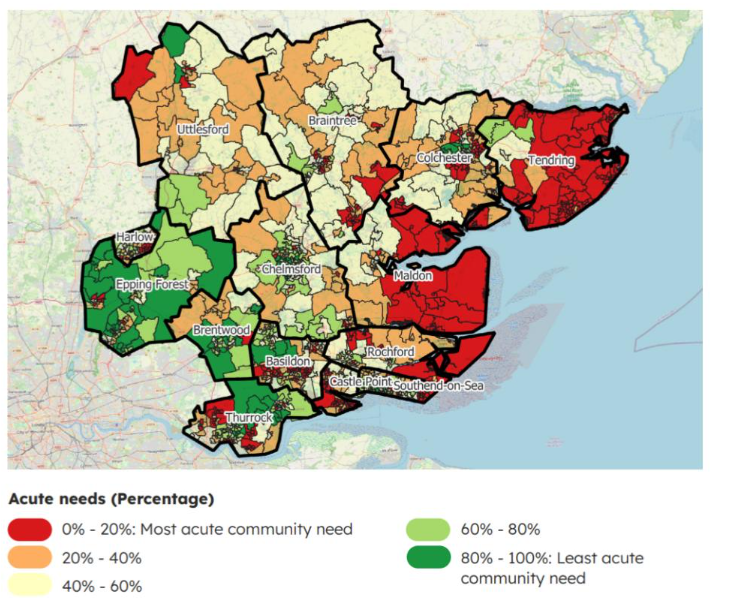 Uttlesford
Braintree
Colchester
Tendring
Harlow
Chelmsford
Maldon
Epping Forest
Brentwood
Rochford
Basildon
Castle Point
Southend-on-Sea
Thurrock
Acute needs (Percentage)
0% - 20%: Most acute community need
20% - 40%
40% - 60%
60% - 80%
80% - 100%: Least acute
community need